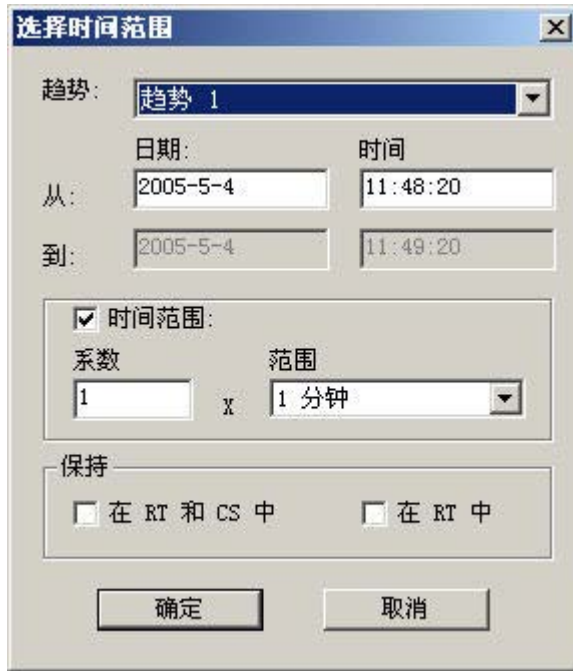 选择时间范围
趋势: 趋势 1
日期: 时间
从: 2005-5-4 11:48:20
到: 2005-5-4 11:49:20
时间范围:
系数 范围
1 X 1 分钟
保持
在 RT 和 CS 中 在 RT 中
确定 取消